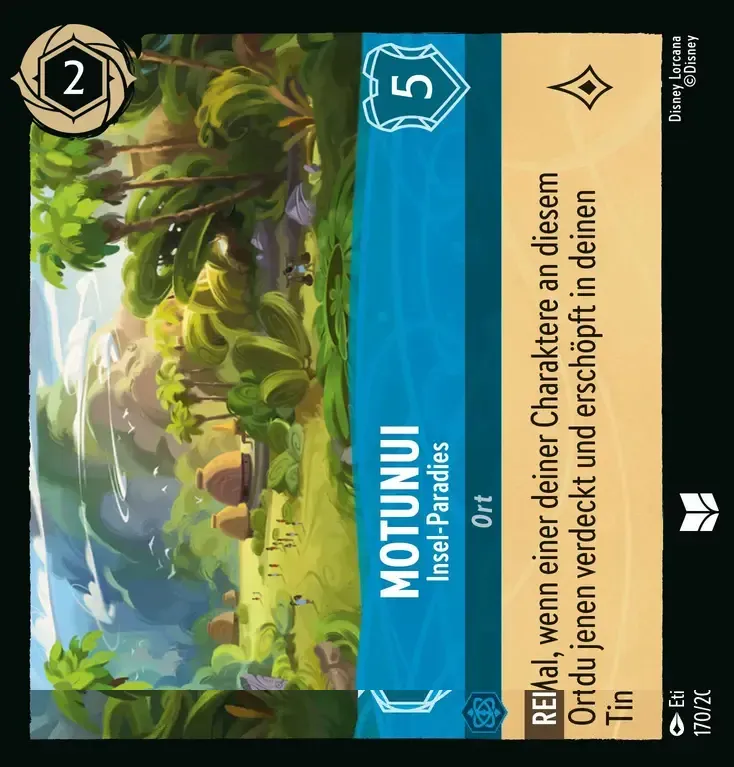 2
5
MOTUNUI
Insel-Paradies
Ort
REI Mal, wenn einer deiner Charaktere an diesem
Ortdu jenen verdeckt und erschöpft in deinen
Tin
Eti
170/20
Disney Lorcana
©Disney